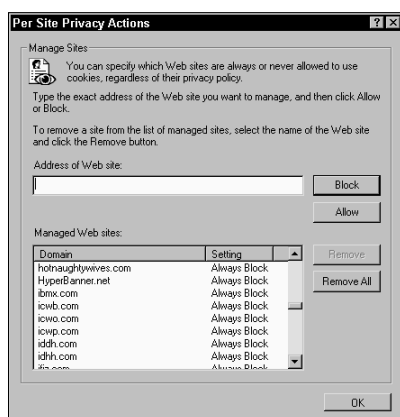 Per Site Privacy Actions
Manage Sites
You can specify which Web sites are always or never allowed to use
cookies, regardless of their privacy policy.
Type the exact address of the Web site you want to manage, and then click Allow
or Block.
To remove a site from the list of managed sites, select the name of the Web site
and click the Remove button.
Address of Web site:
Block
Allow
Managed Web sites:
Domain Setting
Remove
hotnaughtywives.com Always Block
HyperBanner.net Always Block
Remove All
ibmx.com Always Block
icwb.com Always Block
icwo.com Always Block
icwp.com Always Block
iddh.com Always Block
idhh.com Always Block
Always Block
OK